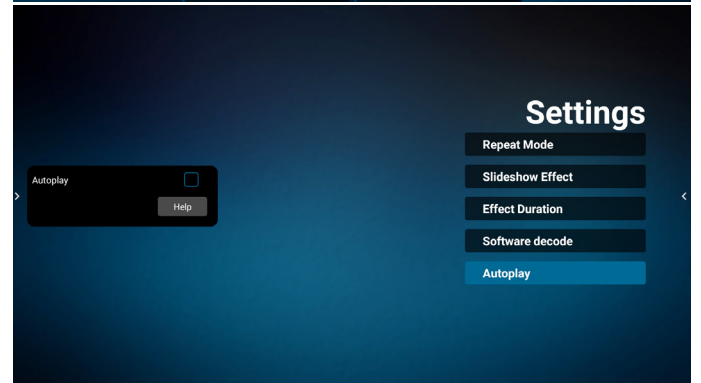 Settings
Repeat Mode
Slideshow Effect
Effect Duration
Software decode
Autoplay
Autoplay
Help